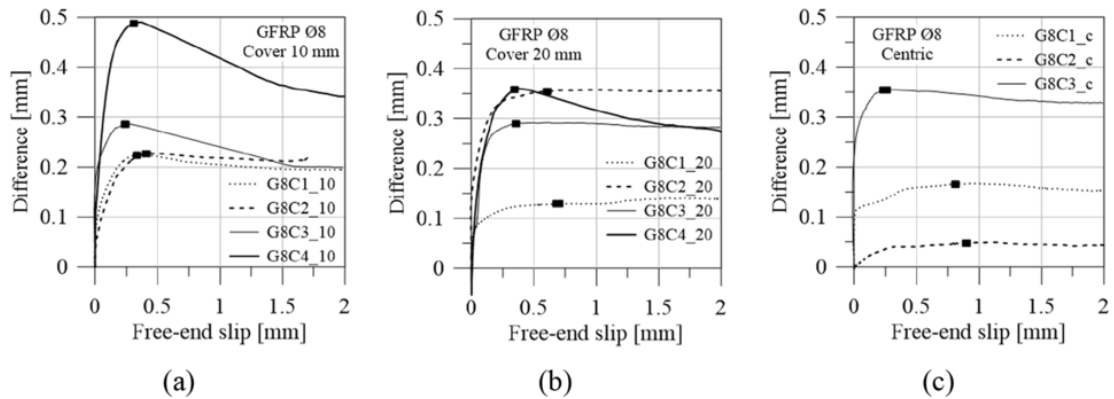 GFRP Ø8
Cover 10 mm
Difference [mm]
0.5
0.4
0.3
0.2
0.1
0
G8C1_10
G8C2_10
G8C3_10
G8C4_10
0 0.5 1 1.5 2
Free-end slip [mm]
(a)
GFRP Ø8
Cover 20 mm
Difference [mm]
0.5
0.4
0.3
0.2
0.1
0
G8C1_20
G8C2_20
G8C3_20
G8C4_20
0 0.5 1 1.5 2
Free-end slip [mm]
(b)
GFRP Ø8
Centric
G8C1_c
G8C2_c
G8C3_c
Difference [mm]
0.5
0.4
0.3
0.2
0.1
0
0 0.5 1 1.5 2
Free-end slip [mm]
(c)